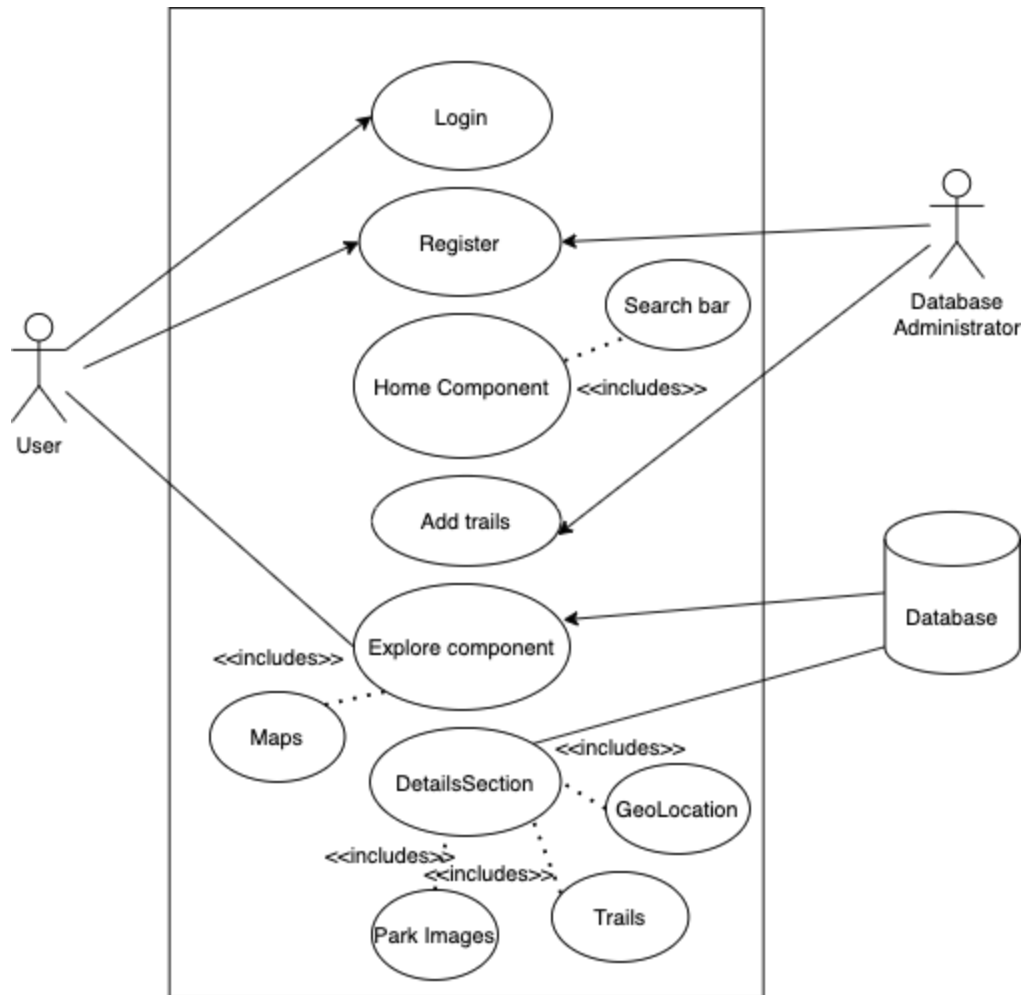 Login
Register
Search bar
Database
Administrator
Home Component
<<includes>>
User
Add trails
Database
Explore component
<<includes>>
Maps
<<includes>>
DetailsSection
GeoLocation
<<includes>>
<<includes>>
Trails
Park Images